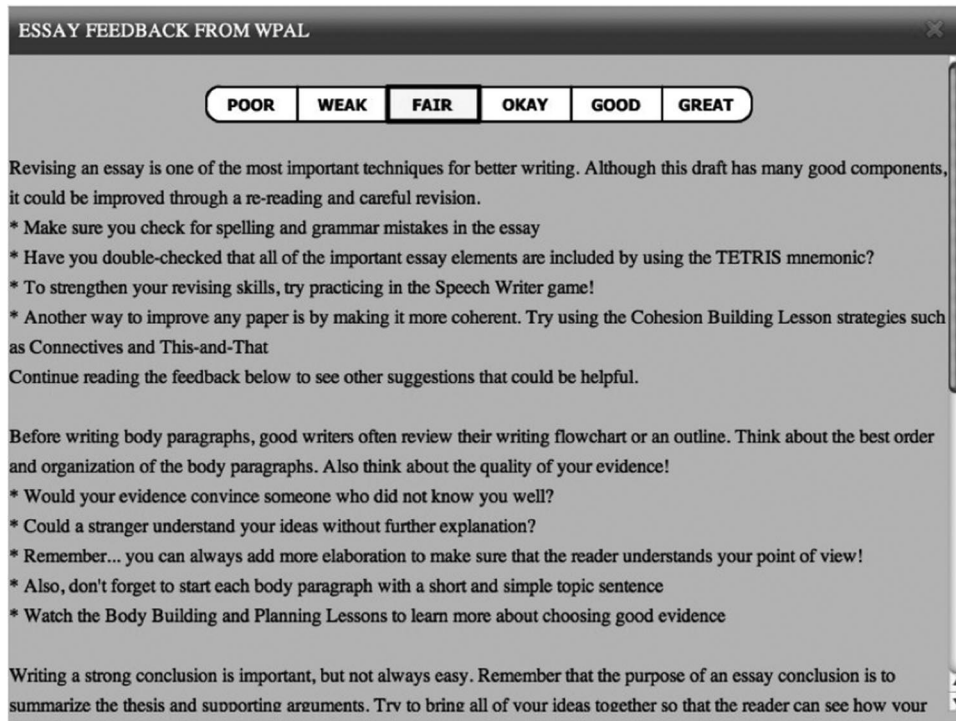 ESSAY FEEDBACK FROM WPAL
POOR WEAK FAIR OKAY GOOD GREAT
Revising an essay is one of the most important techniques for better writing. Although this draft has many good components,
it could be improved through a re-reading and careful revision.
* Make sure you check for spelling and grammar mistakes in the essay
* Have you double-checked that all of the important essay elements are included by using the TETRIS mnemonic?
* To strengthen your revising skills, try practicing in the Speech Writer game!
* Another way to improve any paper is by making it more coherent. Try using the Cohesion Building Lesson strategies such
as Connectives and This-and-That
Continue reading the feedback below to see other suggestions that could be helpful.
Before writing body paragraphs, good writers often review their writing flowchart or an outline. Think about the best order
and organization of the body paragraphs. Also think about the quality of your evidence!
* Would your evidence convince someone who did not know you well?
* Could a stranger understand your ideas without further explanation?
* Remember... you can always add more elaboration to make sure that the reader understands your point of view!
* Also, don't forget to start each body paragraph with a short and simple topic sentence
* Watch the Body Building and Planning Lessons to learn more about choosing good evidence
Writing a strong conclusion is important, but not always easy. Remember that the purpose of an essay conclusion is to
summarize the thesis and supporting arguments. Try to bring all of your ideas together so that the reader can see how your